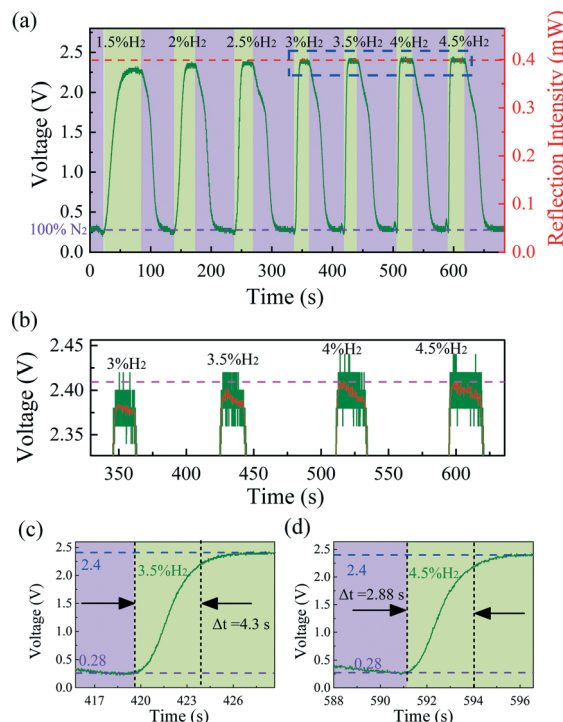 (a)
1.5%H₂ 2%H₂ 2.5%H₂ 3%H₂ 3.5%H₂ 4%H₂ 4.5%H₂
3.0
2.5
2.0
1.5
1.0
0.5
0.0
Voltage (V)
100% N₂
0.4
0.3
0.2
0.1
0.0
Reflection Intensity (mW)
0 100 200 300 400 500 600
Time (s)
(b)
2.45
2.40
2.35
Voltage (V)
3%H₂ 3.5%H₂ 4%H₂ 4.5%H₂
350 400 450 500 550 600
Time (s)
(c)
2.5
2.0
1.5
1.0
0.5
0.0
Voltage (V)
2.4
3.5%H₂
Δt =4.3 s
0.28
417 420 423 426
Time (s)
(d)
2.5
2.0
1.5
1.0
0.5
0.0
Voltage (V)
2.4
4.5%H₂
Δt =2.88 s
0.28
588 590 592 594 596
Time (s)